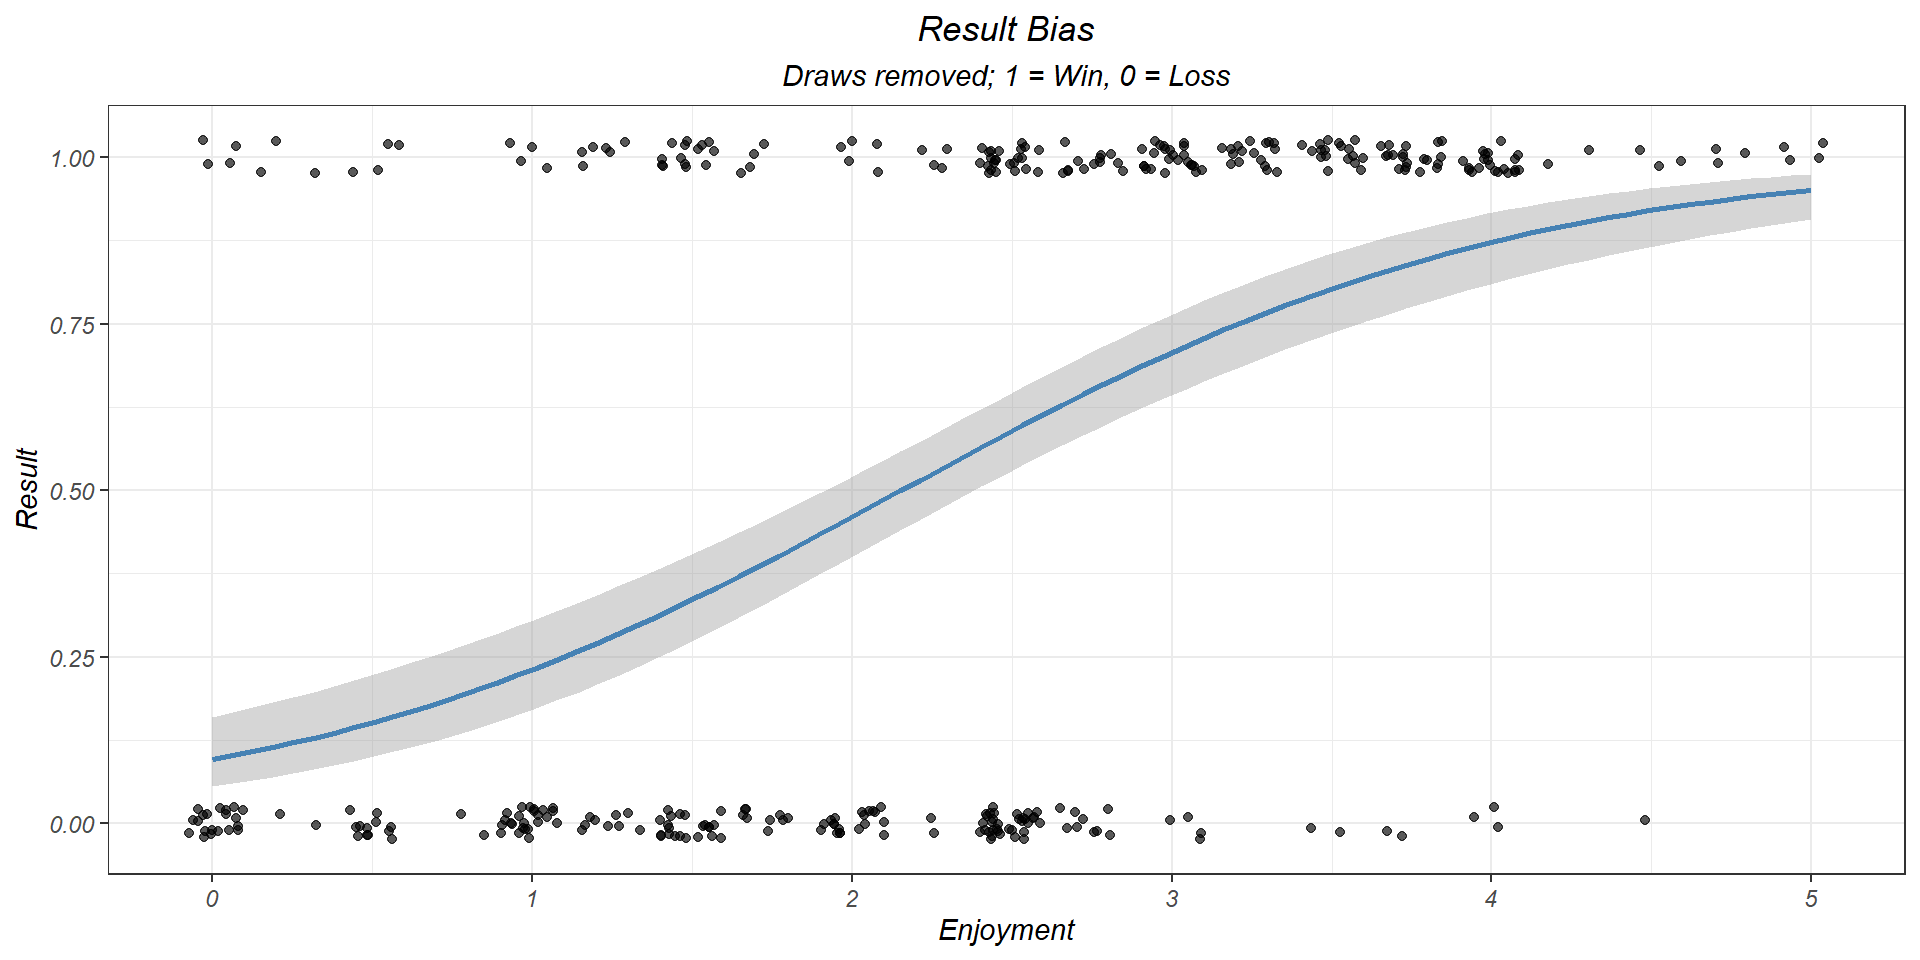 Result Bias
Draws removed; 1 = Win, 0 = Loss
Result
1.00
0.75
0.50
0.25
0.00
0 1 2 3 4 5
Enjoyment